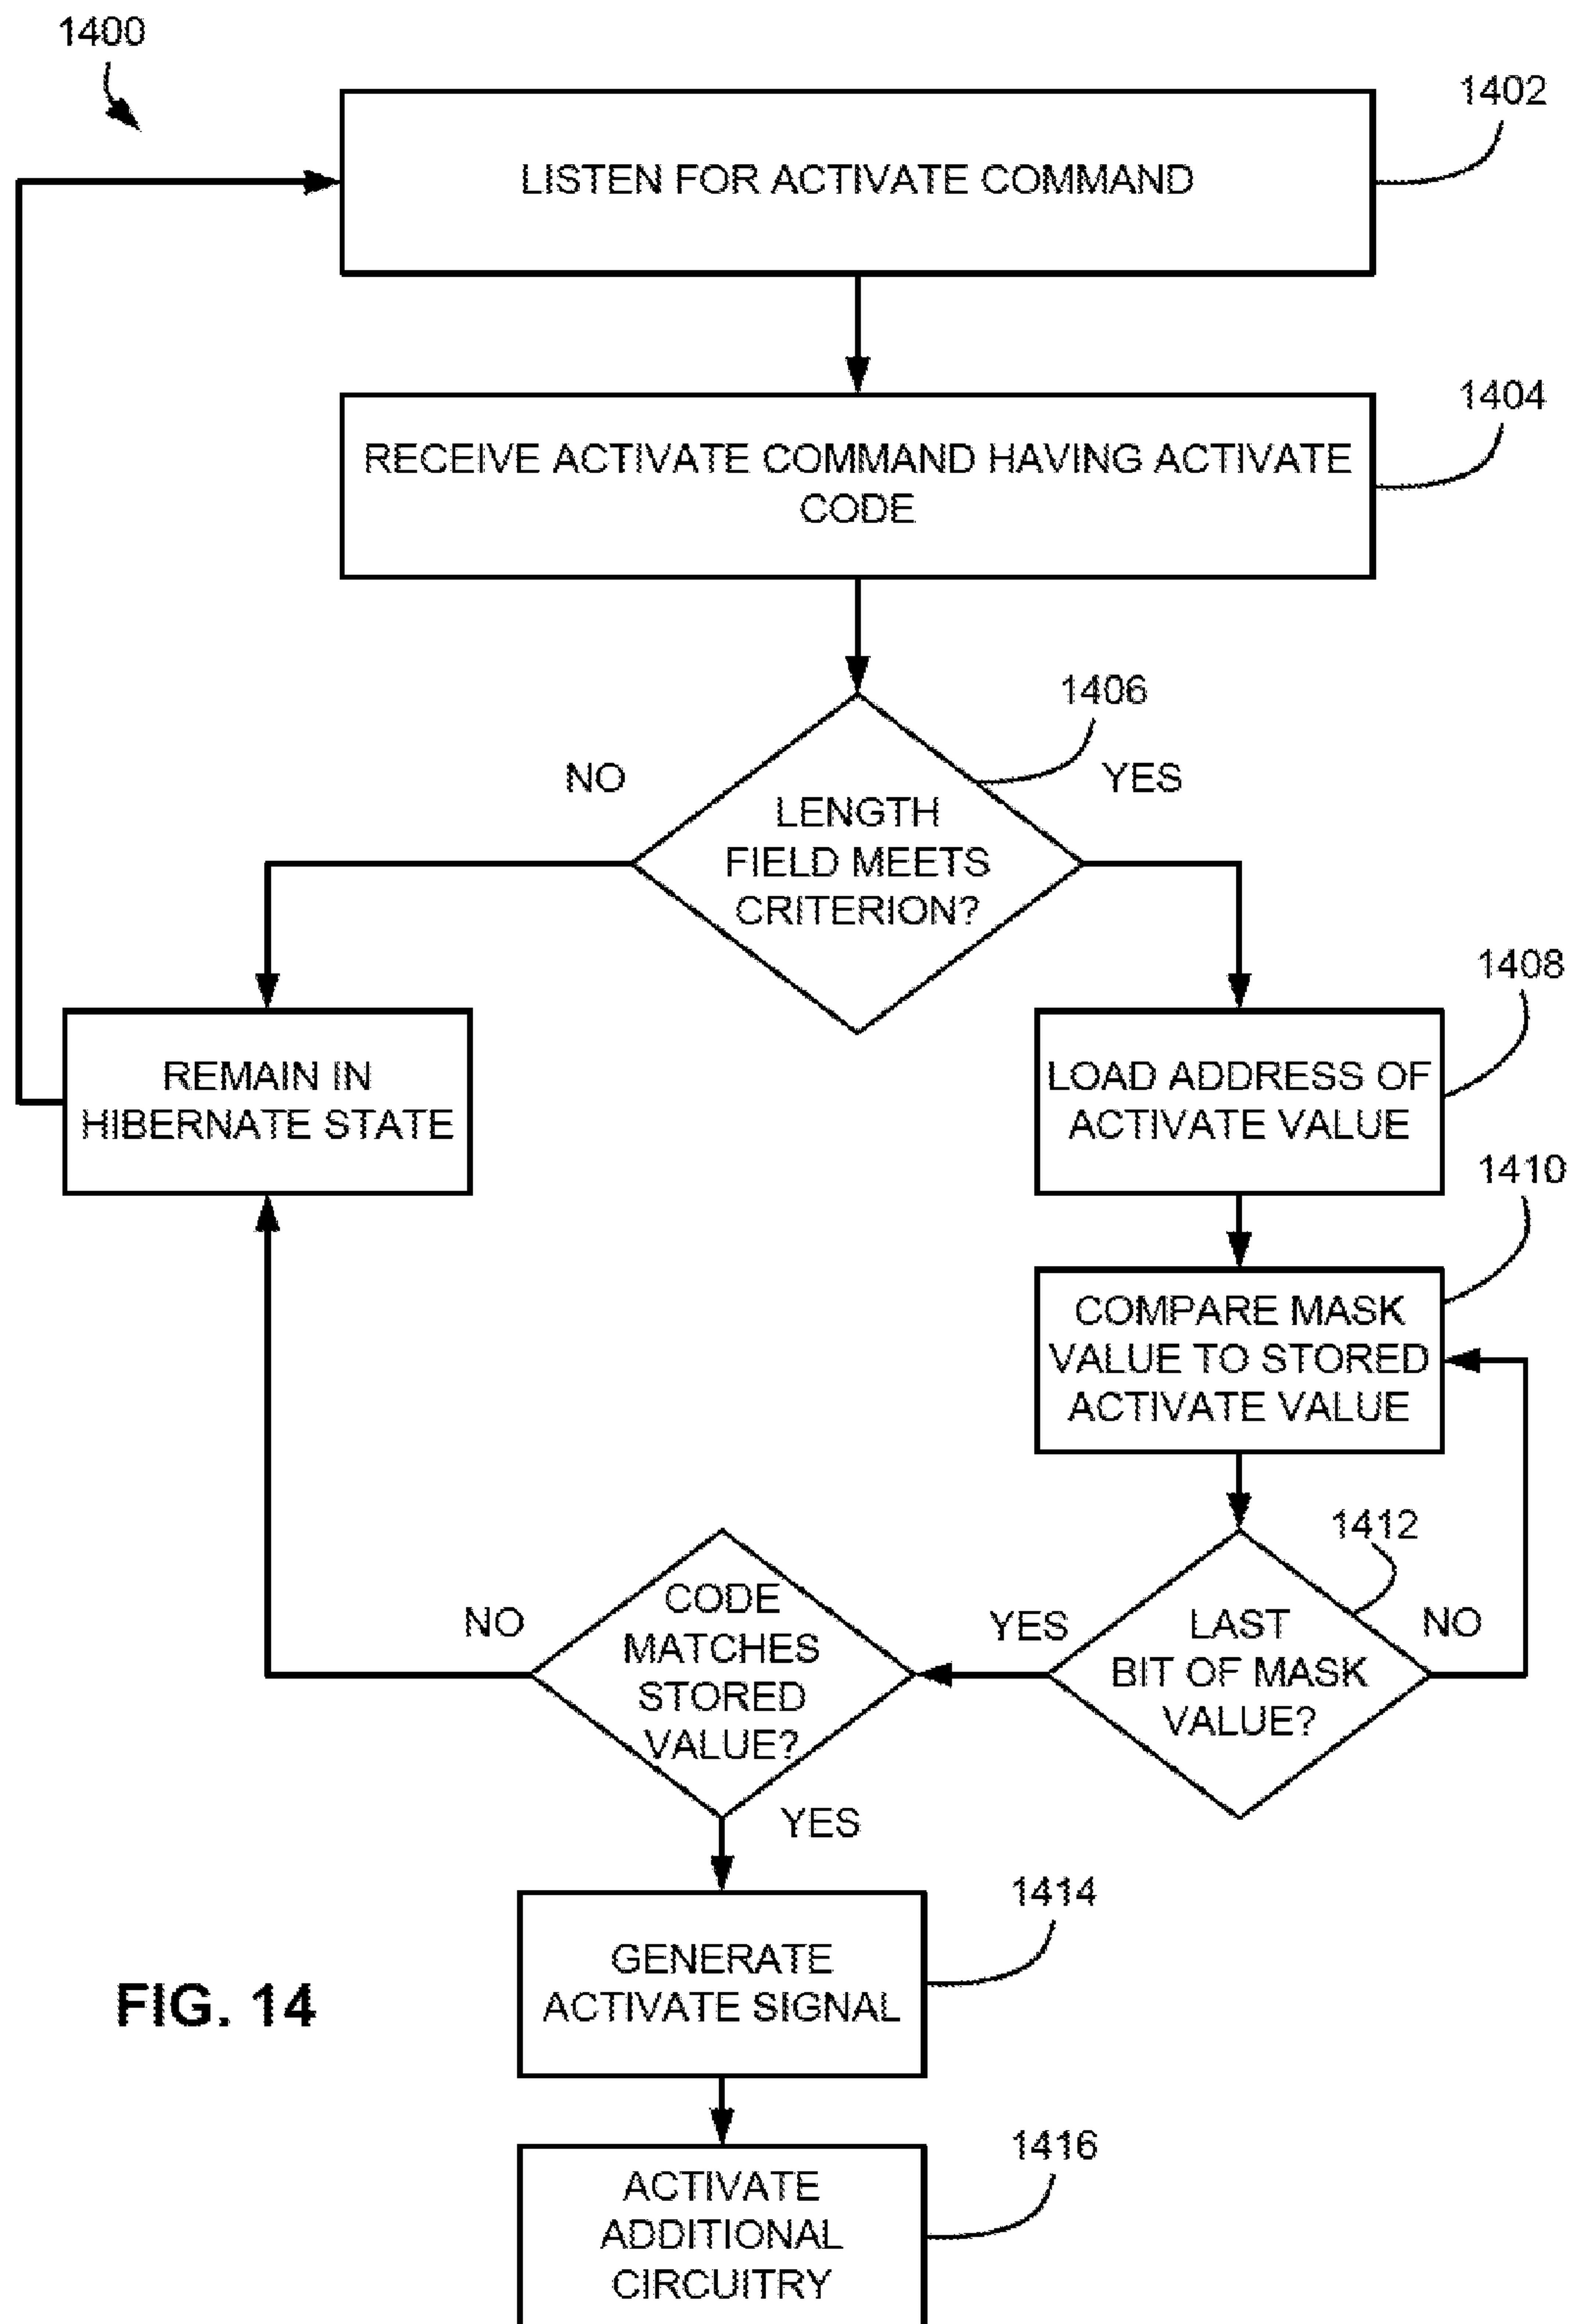 1400
1402
LISTEN FOR ACTIVATE COMMAND
1404
RECEIVE ACTIVATE COMMAND HAVING ACTIVATE
CODE
1406
NO
YES
LENGTH
FIELD MEETS
CRITERION?
1408
REMAIN IN
HIBERNATE STATE
LOAD ADDRESS OF
ACTIVATE VALUE
1410
COMPARE MASK
VALUE TO STORED
ACTIVATE VALUE
1412
LAST
BIT OF MASK
VALUE?
NO
YES
CODE
MATCHES
STORED
VALUE?
NO
YES
1414
GENERATE
ACTIVATE SIGNAL
FIG. 14
1416
ACTIVATE
ADDITIONAL
CIRCUITRY